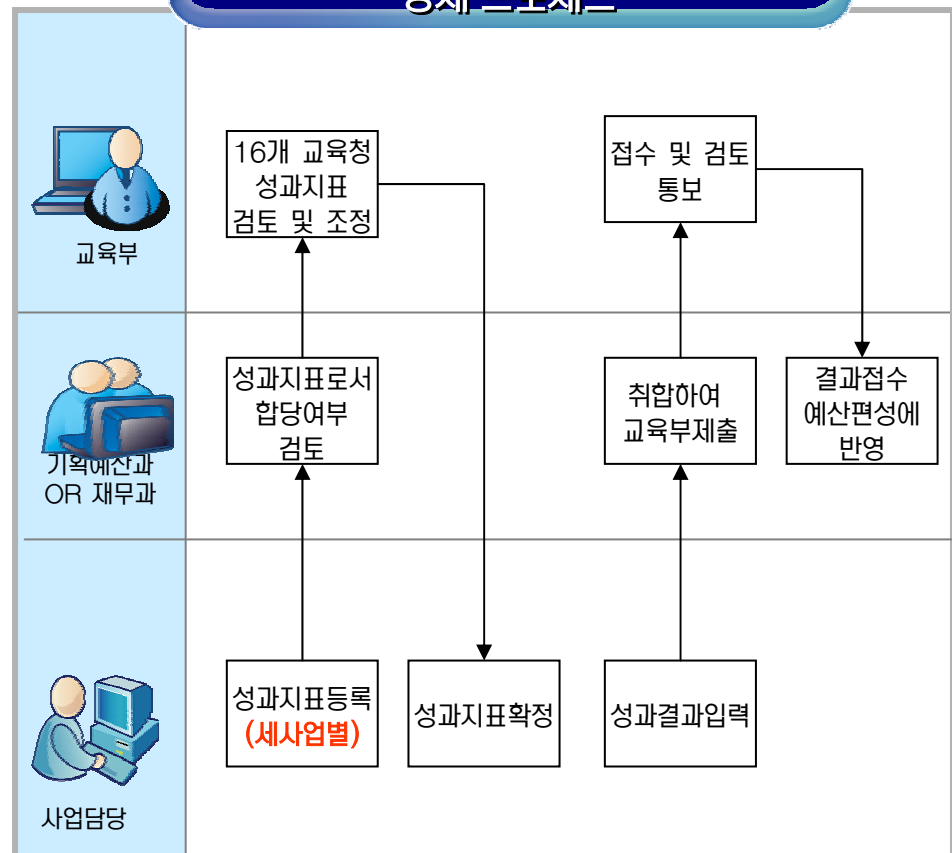 16개 교육청
성과지표
검토 및 조정
접수 및 검토
통보
교육부
성과지표로서
합당여부
검토
취합하여
교육부제출
결과접수
예산편성에
반영
기획예산과
OR 재무과
성과지표등록
(세사업별)
성과지표확정
성과결과입력
사업담당